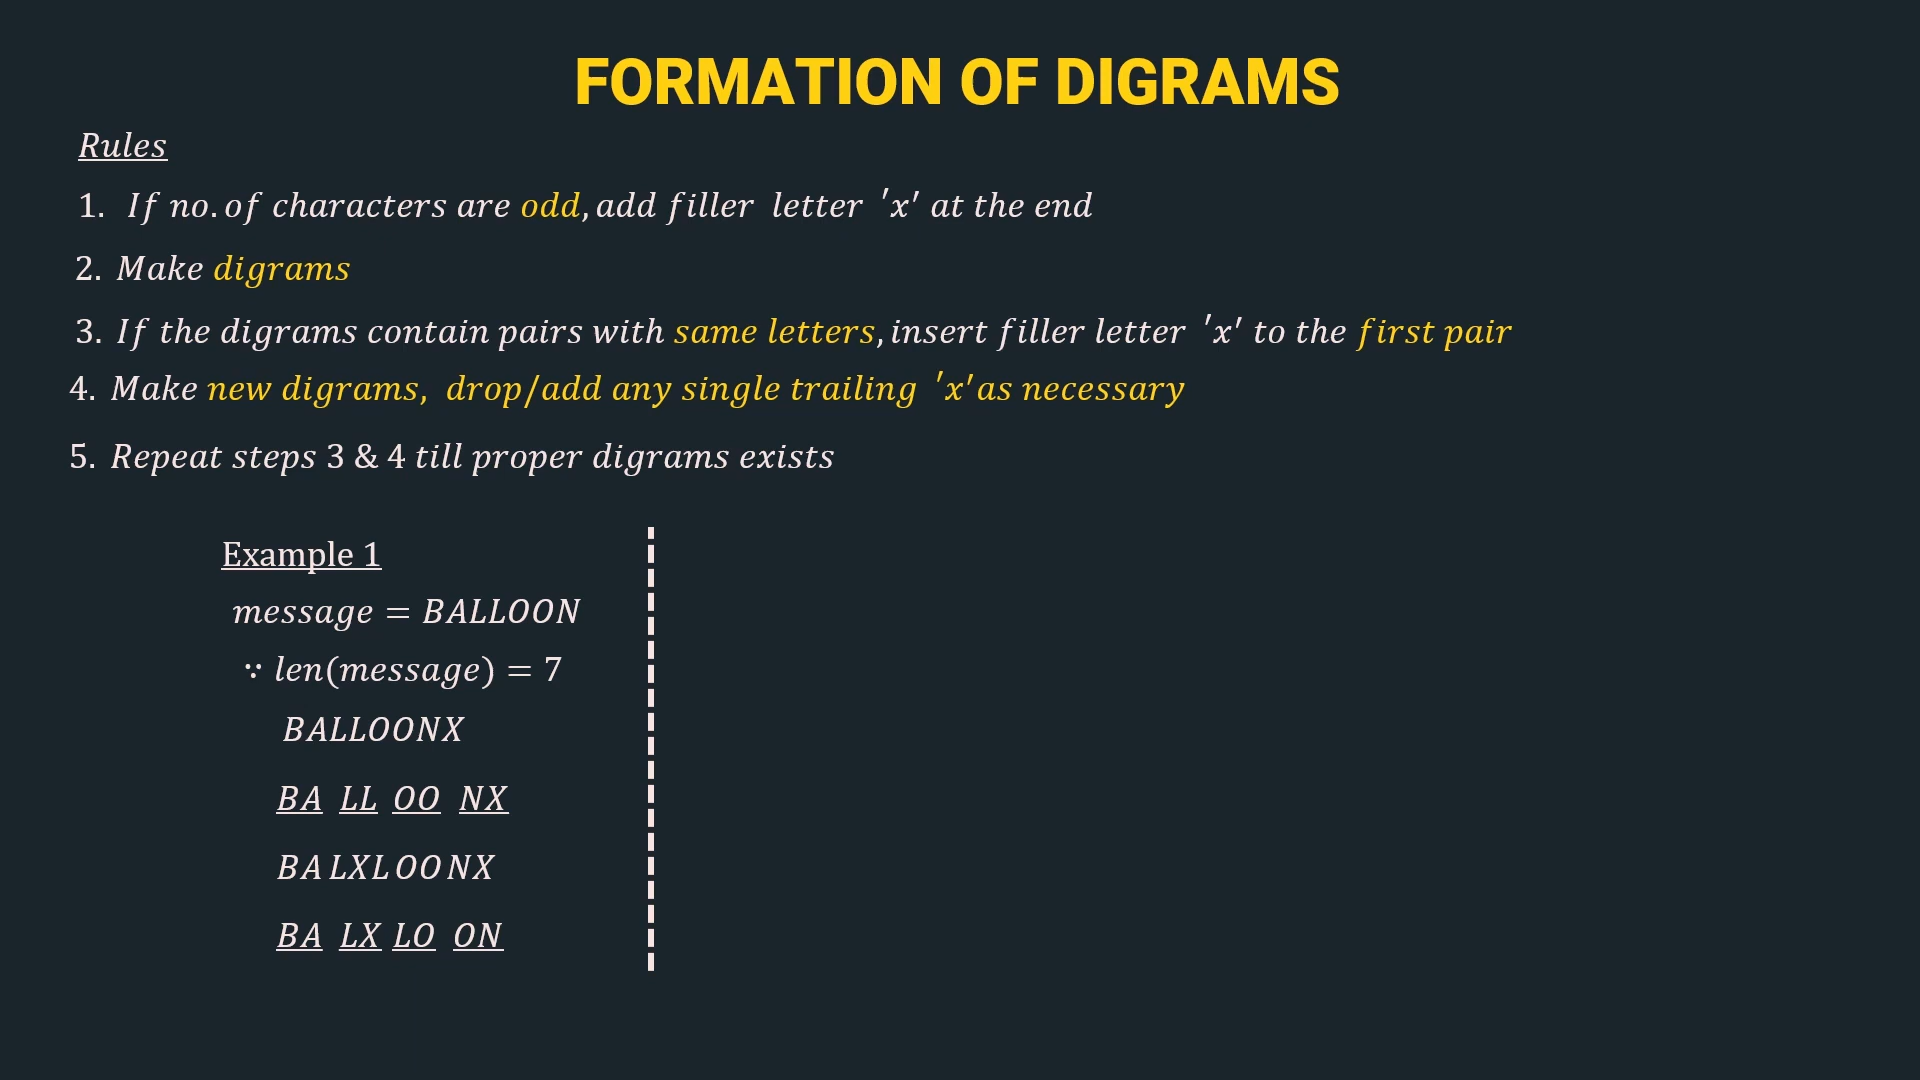 FORMATION OF DIGRAMS
Rules
1. If no. of characters are odd, add filler letter 'x' at the end
2. Make digrams
3. If the digrams contain pairs with same letters, insert filler letter 'x' to the first pair
4. Make new digrams, drop/add any single trailing 'x' as necessary
5. Repeat steps 3 & 4 till proper digrams exists
Example 1
message = BALLOON
∵ len(message) = 7
BALLOONX
BA LL OO NX
BALXLOONX
BA LX LO ON